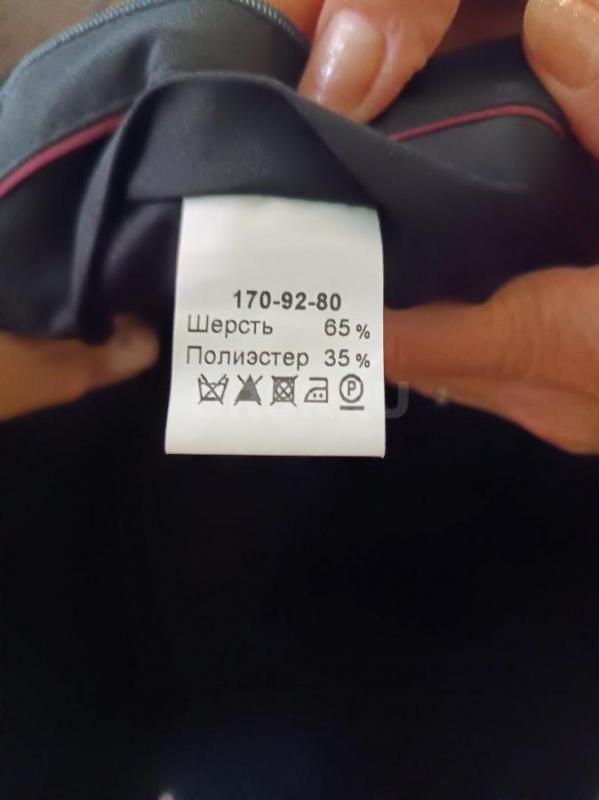 170-92-80
Шерсть 65%
Полиэстер 35%
P